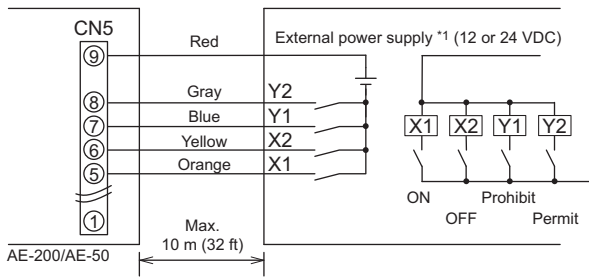 CN5
Red
External power supply *1 (12 or 24 VDC)
9
8
Gray
Y2
7
Blue
Y1
6
Yellow
X2
5
Orange
X1
1
X1
X2
Y1
Y2
ON
Prohibit
OFF
Permit
Max.
10 m (32 ft)
AE-200/AE-50